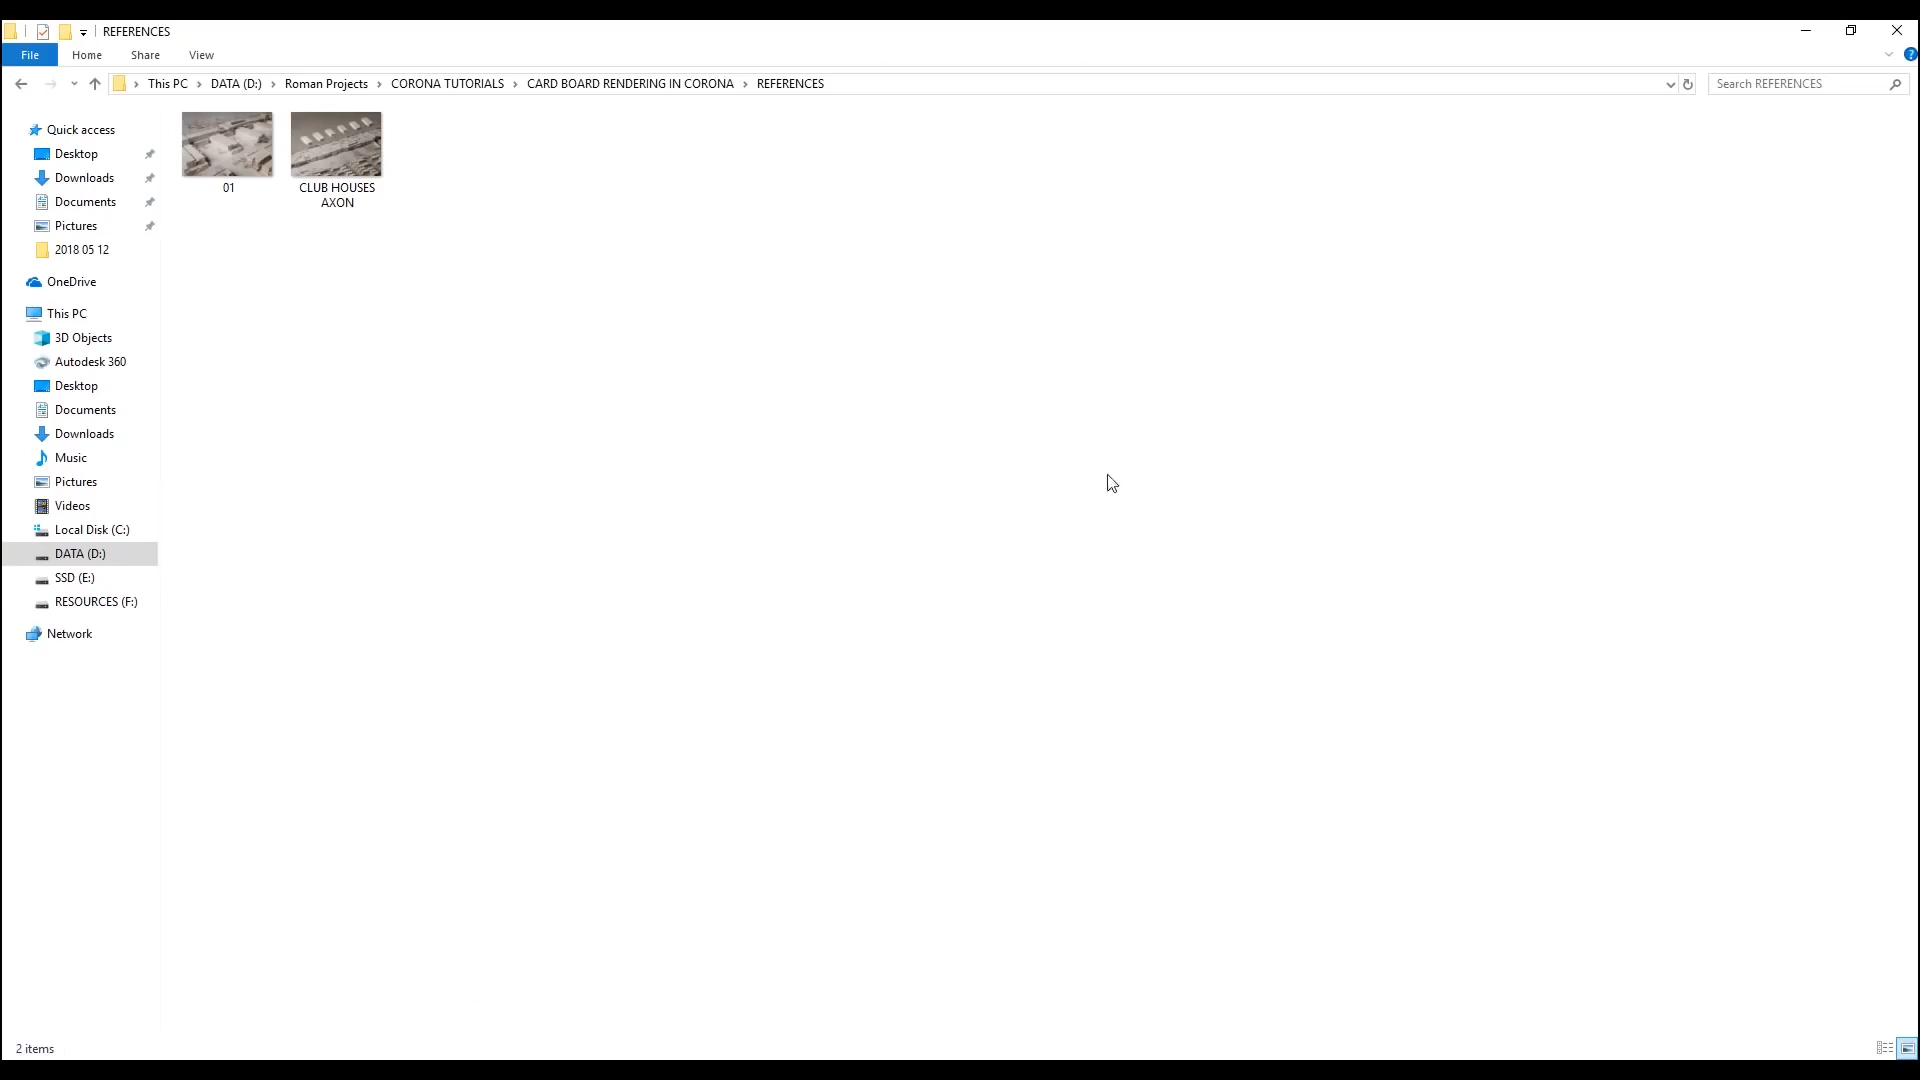 REFERENCES
File Home Share View
This PC DATA (D:) Roman Projects CORONA TUTORIALS CARD BOARD RENDERING IN CORONA REFERENCES
Search REFERENCES
Quick access
Desktop
Downloads
Documents
Pictures
2018 05 12
OneDrive
This PC
3D Objects
Autodesk 360
Desktop
Documents
Downloads
Music
Pictures
Videos
Local Disk (C:)
DATA (D:)
SSD (E:)
RESOURCES (F:)
Network
01
CLUB HOUSES
AXON
2 items